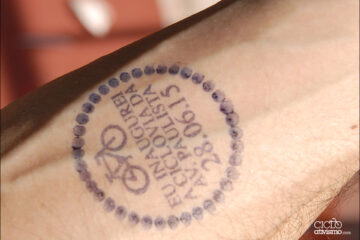 EU INAUGUREI
A CICLOVIA DA
AV. PAULISTA
28.06.15
CICLO
ativismo.com